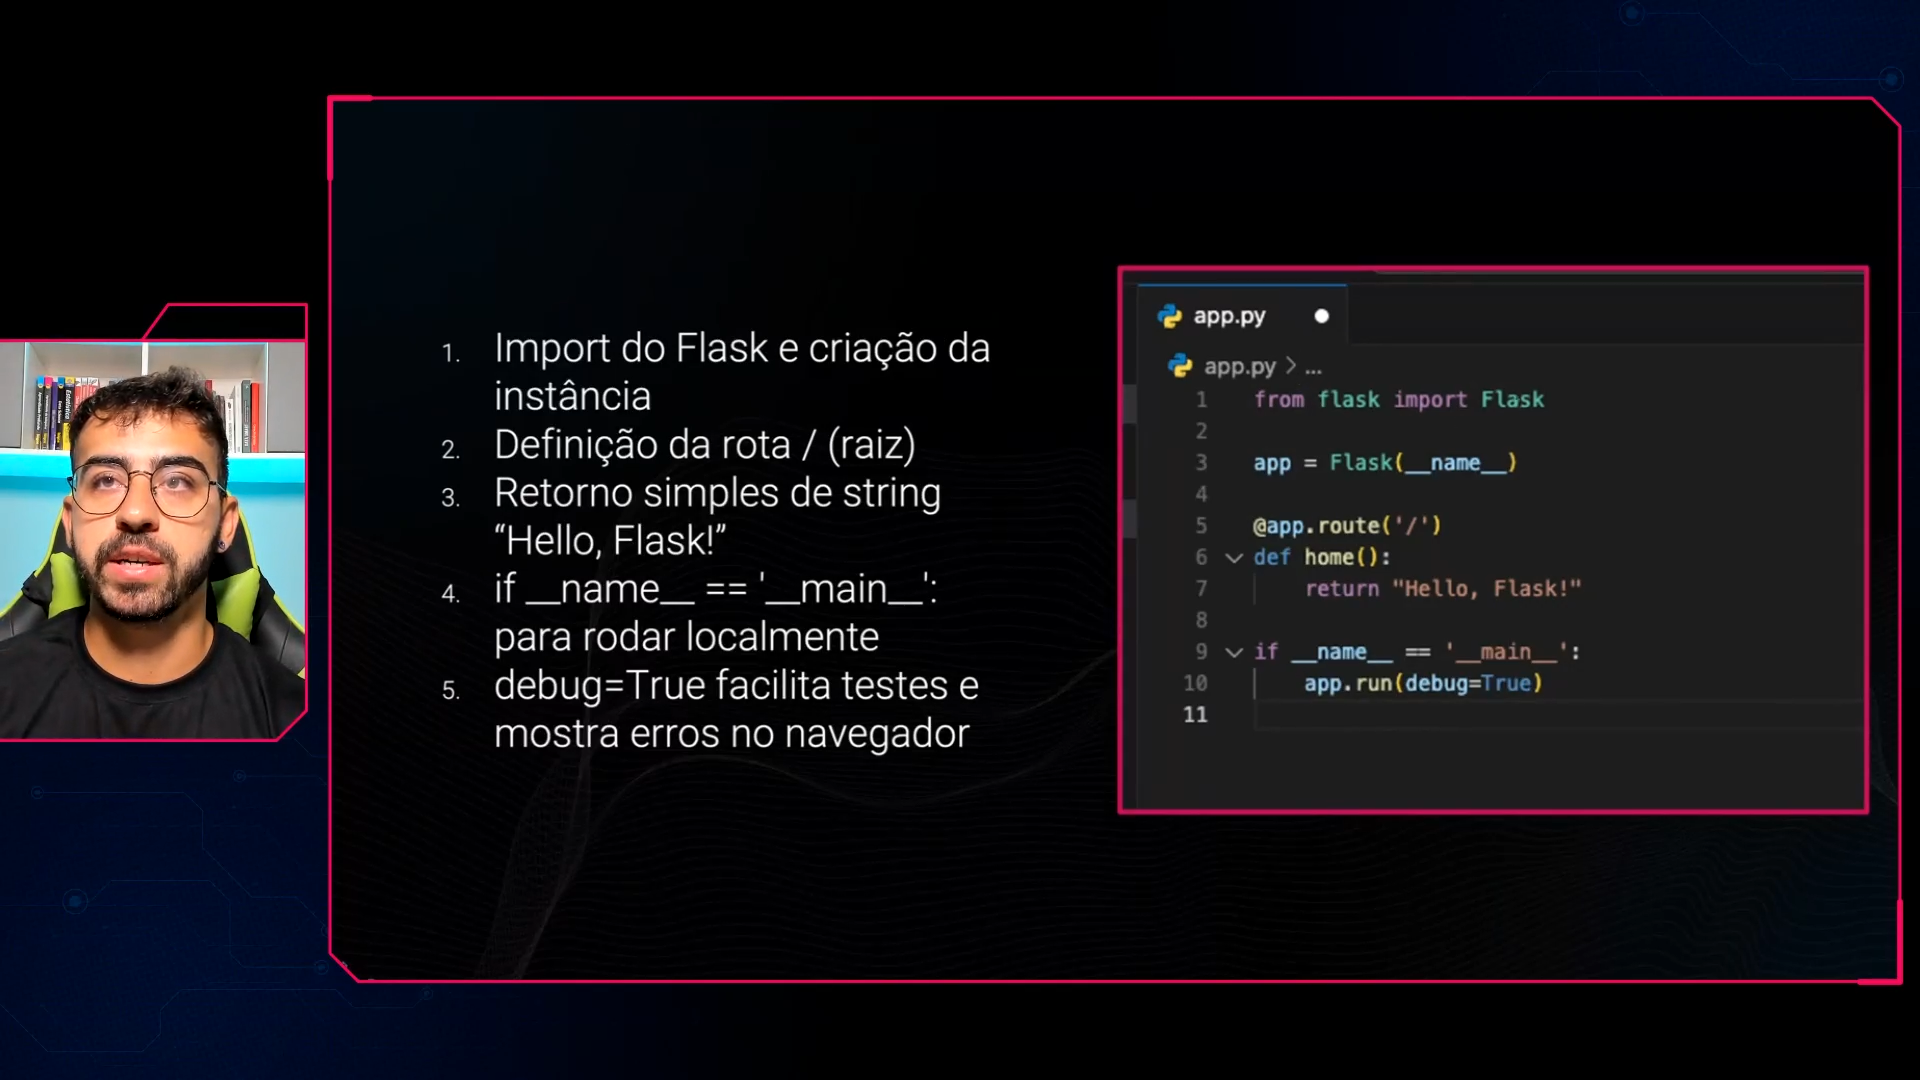 1. Import do Flask e criação da
instância
2. Definição da rota / (raiz)
3. Retorno simples de string
“Hello, Flask!”
4. if __name__ == '__main__':
para rodar localmente
5. debug=True facilita testes e
mostra erros no navegador
app.py
app.py > ...
1 from flask import Flask
2
3 app = Flask(__name__)
4
5 @app.route('/')
6 def home():
7 return "Hello, Flask!"
8
9 if __name__ == '__main__':
10 app.run(debug=True)
11